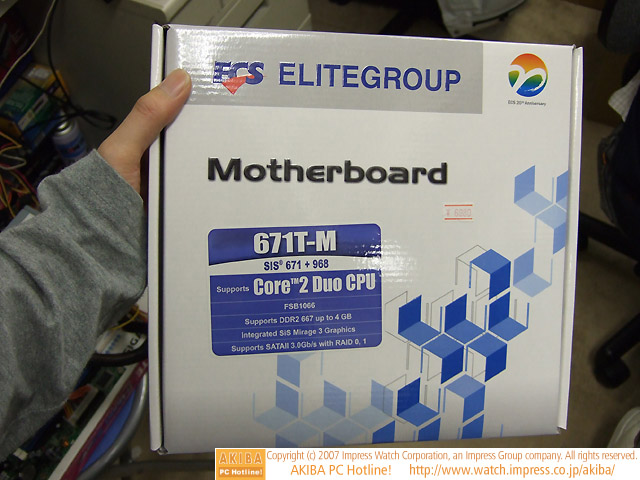 ECS ELITEGROUP
ECS 20th Anniversary
Motherboard
671T-M
SIS® 671 + 968
Supports Core™2 Duo CPU
FSB1066
Supports DDR2 667 up to 4 GB
Integrated SiS Mirage 3 Graphics
Supports SATAII 3.0Gb/s with RAID 0, 1
AKIBA
PC Hotline!
Copyright (c) 2007 Impress Watch Corporation, an Impress Group company. All rights reserved.
AKIBA PC Hotline! http://www.watch.impress.co.jp/akiba/